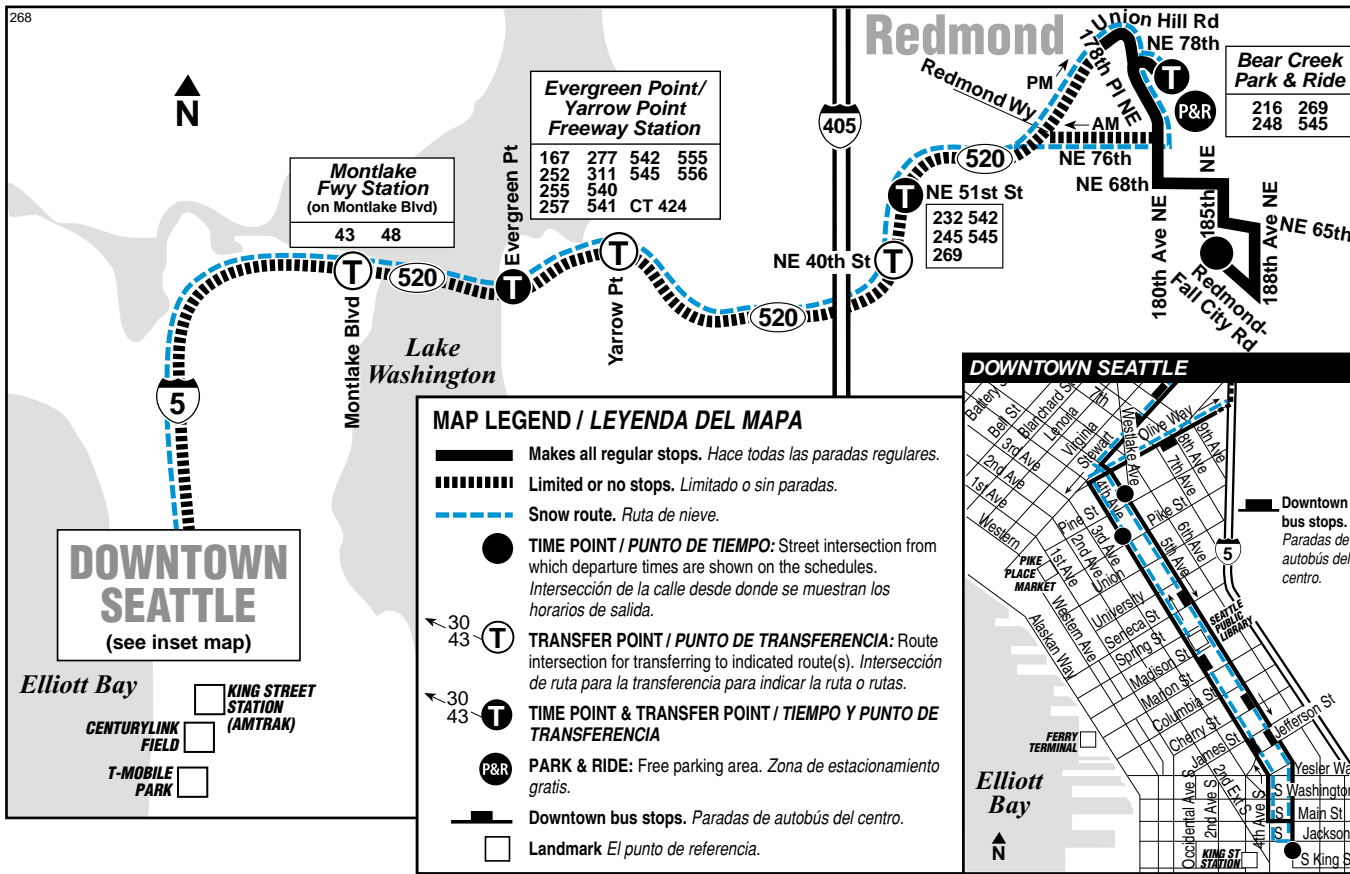 268
N
Redmond
Union Hill Rd
NE 78th
178th Pl NE
T
P&R
Bear Creek
Park & Ride
216 269
248 545
PM
Redmond Wy
AM
NE 76th
NE 68th
185th NE
NE 65th
180th Ave NE
188th Ave NE
Redmond-
Fall City Rd
405
520
T
NE 51st St
232 542
245 545
269
NE 40th St
T
Evergreen Point/
Yarrow Point
Freeway Station
167 277 542 555
252 311 545 556
255 540
257 541 CT 424
Evergreen Pt
T
T
Yarrow Pt
520
Montlake
Fwy Station
(on Montlake Blvd)
43 48
T
520
Montlake Blvd
Lake
Washington
5
DOWNTOWN
SEATTLE
(see inset map)
Elliott Bay
KING STREET
STATION
(AMTRAK)
CENTURYLINK
FIELD
T-MOBILE
PARK
MAP LEGEND / LEYENDA DEL MAPA
Makes all regular stops. Hace todas las paradas regulares.
Limited or no stops. Limitado o sin paradas.
Snow route. Ruta de nieve.
TIME POINT / PUNTO DE TIEMPO: Street intersection from
which departure times are shown on the schedules.
Intersección de la calle desde donde se muestran los
horarios de salida.
30
43 T
TRANSFER POINT / PUNTO DE TRANSFERENCIA: Route
intersection for transferring to indicated route(s). Intersección
de ruta para la transferencia para indicar la ruta o rutas.
30
43 T
TIME POINT & TRANSFER POINT / TIEMPO Y PUNTO DE
TRANSFERENCIA
P&R
PARK & RIDE: Free parking area. Zona de estacionamiento
gratis.
Downtown bus stops. Paradas de autobús del centro.
Landmark El punto de referencia.
DOWNTOWN SEATTLE
Battery
Bell St
Blanchard St
Lenora
Virginia
Stewart
7th
Westlake Ave
Olive Way
9th Ave
8th Ave
7th Ave
6th Ave
5th Ave
4th Ave
3rd Ave
2nd Ave
1st Ave
Western
Pine St
Pike St
3rd Ave
2nd Ave
1st Ave
Union
PIKE
PLACE
MARKET
Western Ave
Alaskan Way
University
Seneca St
Spring St
Madison St
Marion St
Columbia St
Cherry St
James St
Jefferson St
SEATTLE
PUBLIC
LIBRARY
5
Downtown
bus stops.
Paradas de
autobús del
centro.
FERRY
TERMINAL
Elliott
Bay
N
Yesler Wa
S Washington
S Main St
S Jackson
S King S
Occidental Ave S
2nd Ave S
2nd Ext S
4th Ave S
KING ST
STATION